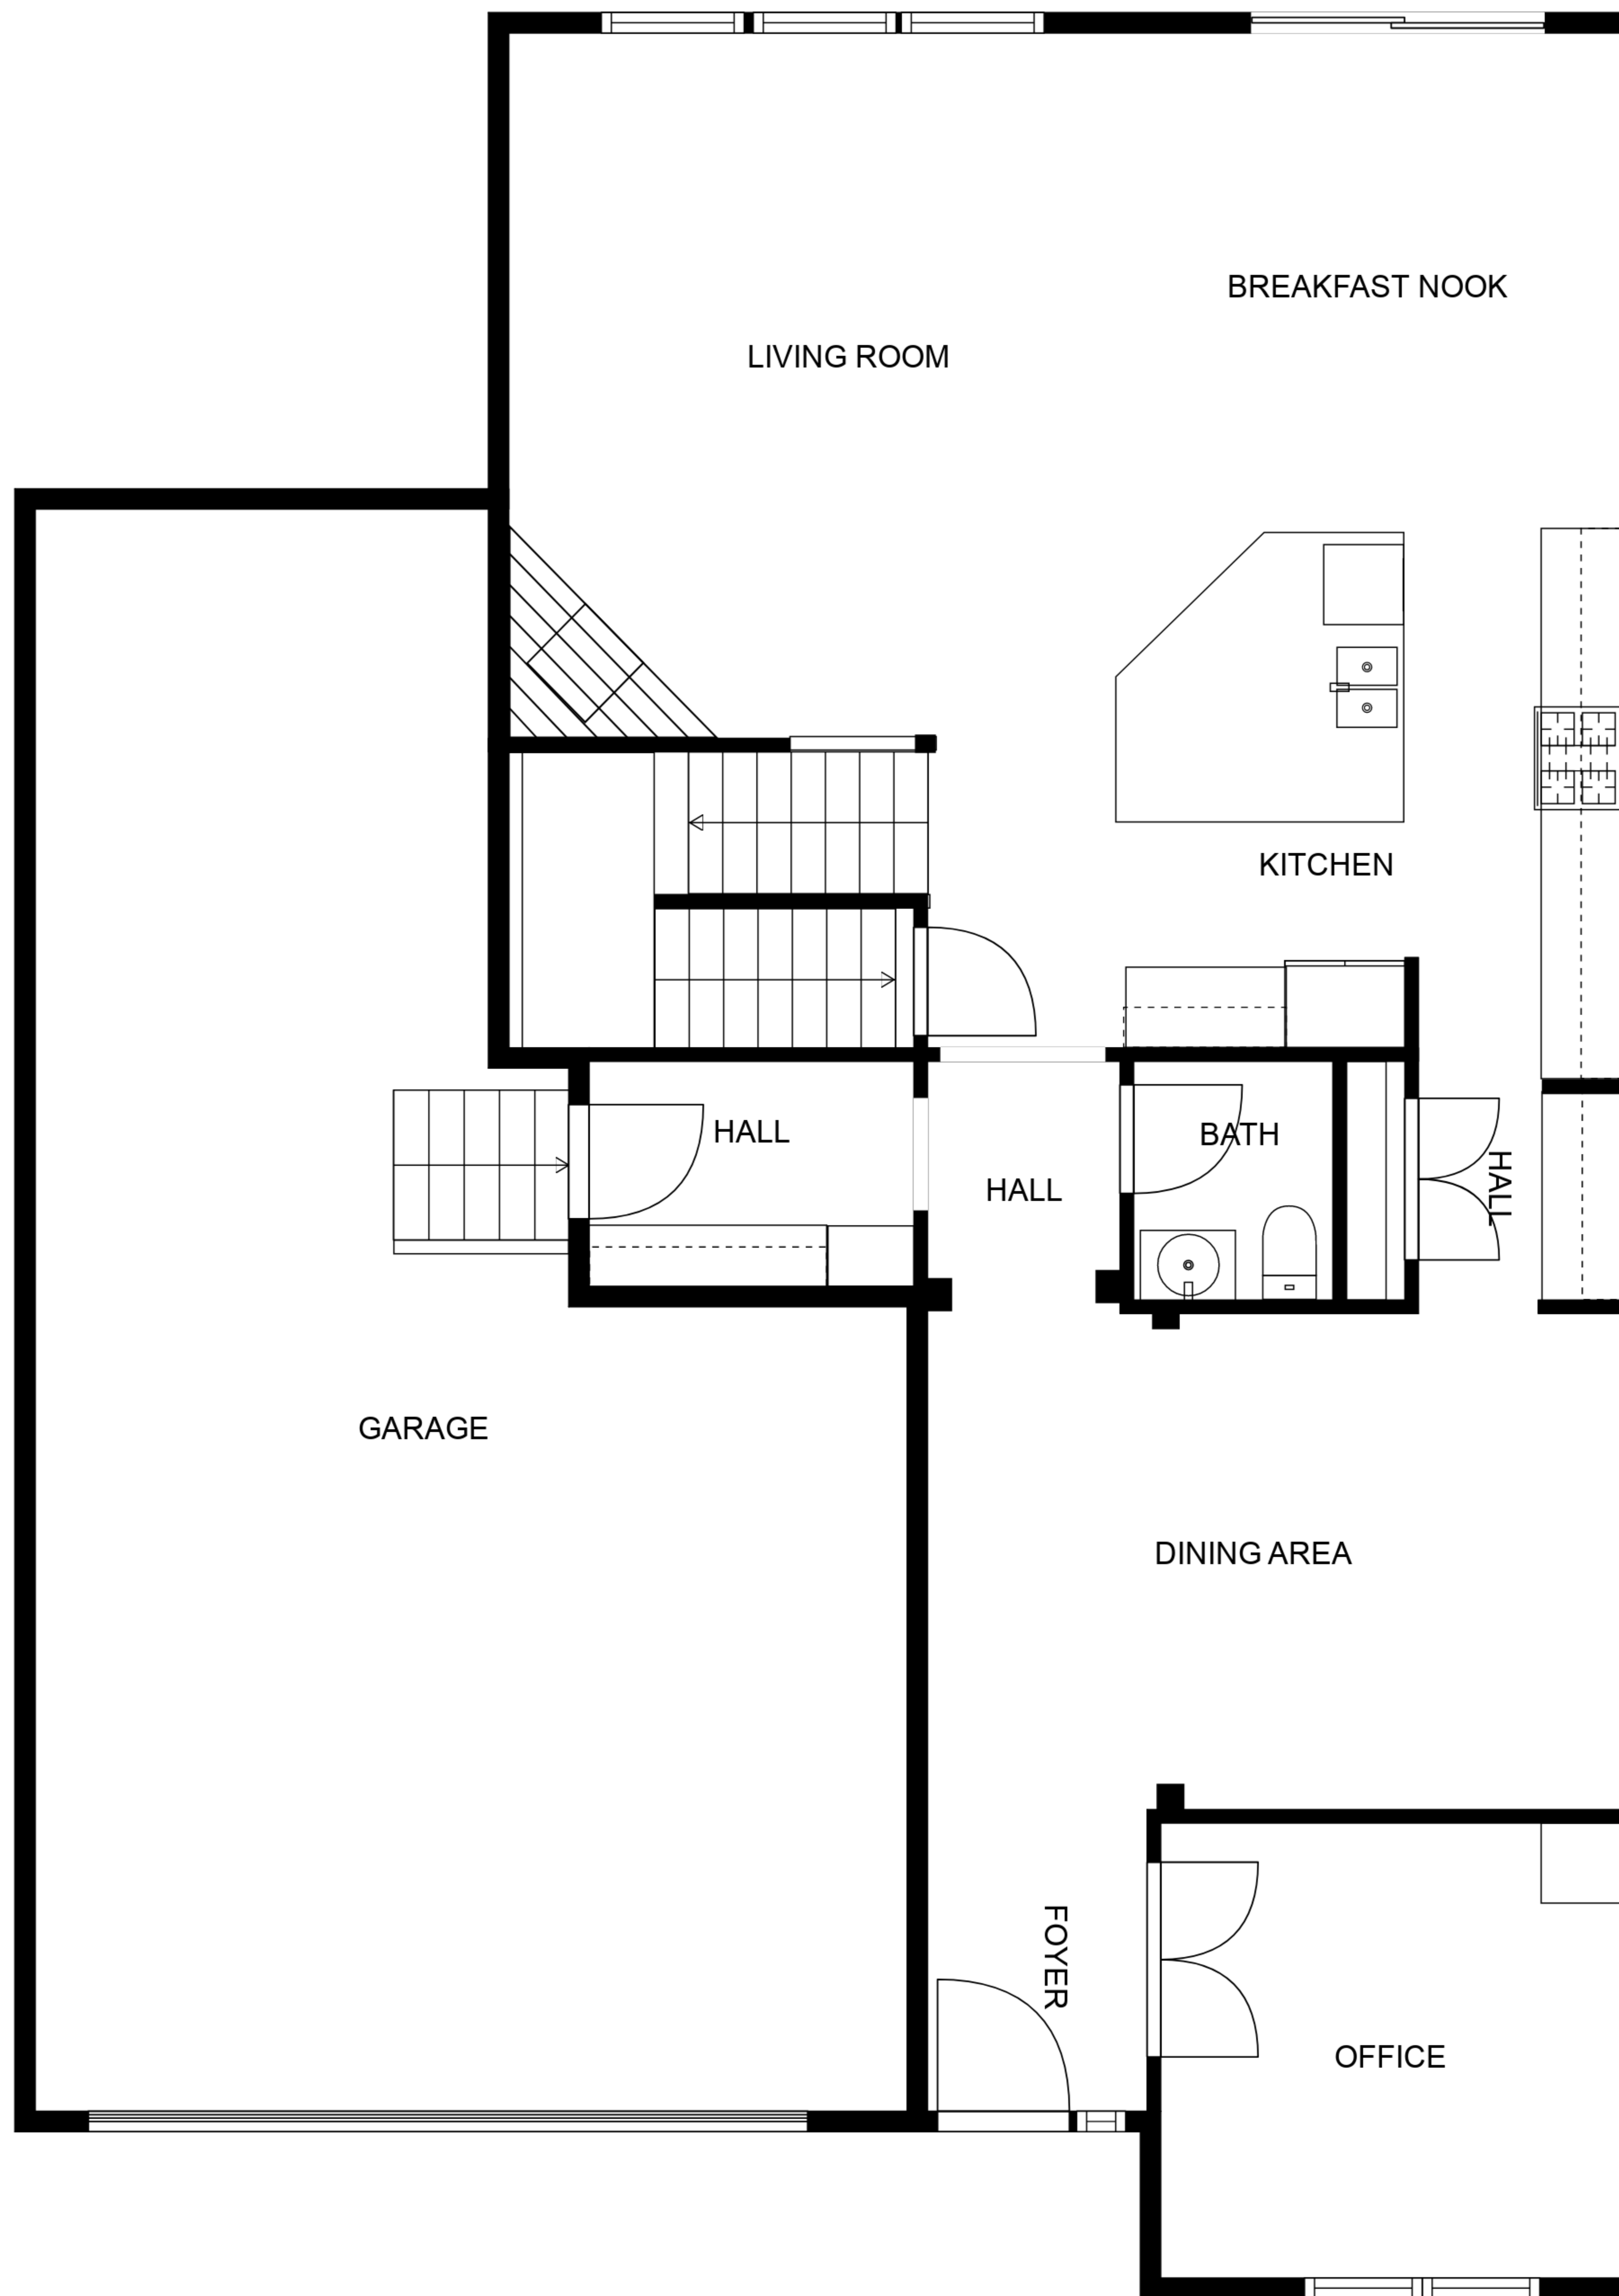 BREAKFAST NOOK
LIVING ROOM
KITCHEN
HALL
BATH
HALL
HALL
GARAGE
DINING AREA
FOYER
OFFICE